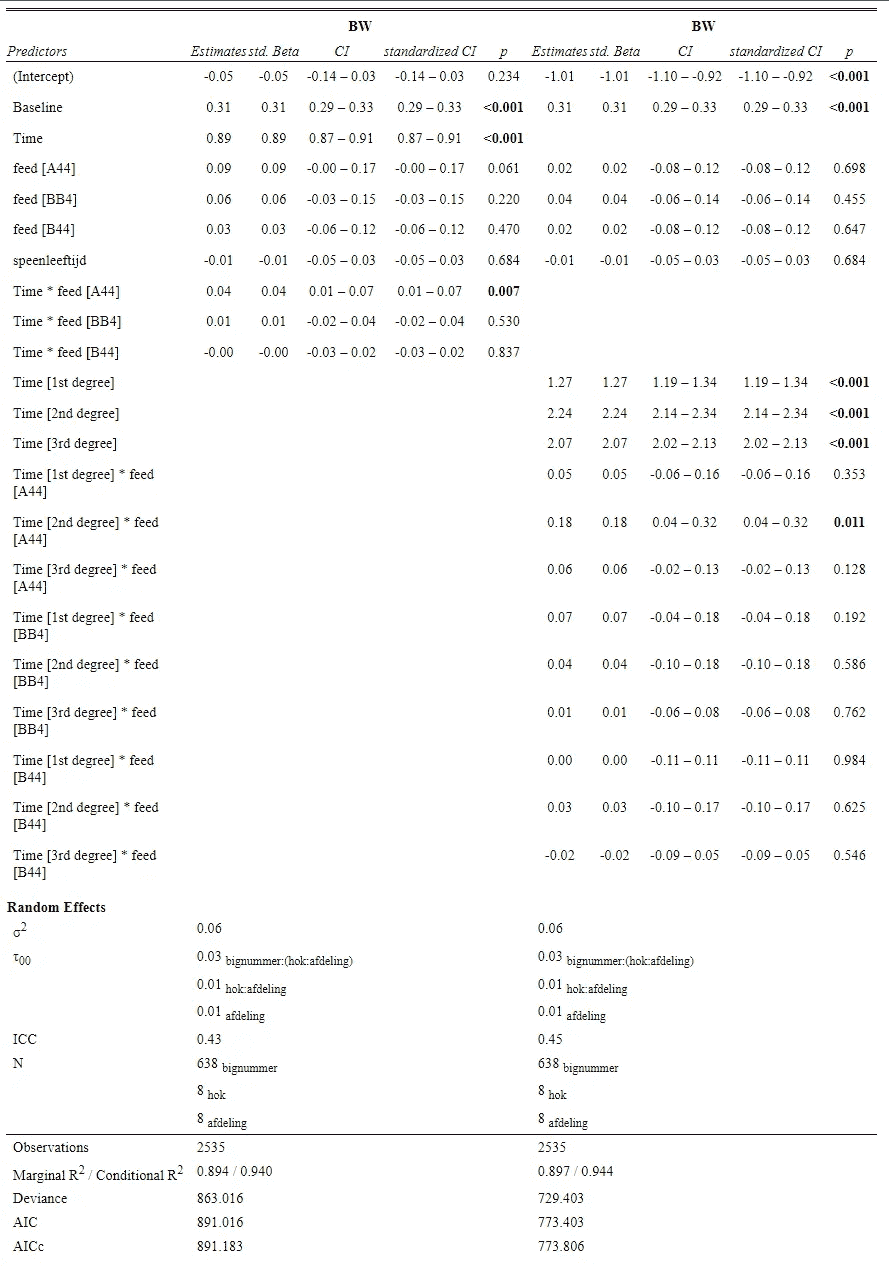 BW BW
Predictors Estimates std. Beta CI standardized CI p Estimates std. Beta CI standardized CI p
(Intercept) -0.05 -0.05 -0.14 – 0.03 -0.14 – 0.03 0.234 -1.01 -1.01 -1.10 – -0.92 -1.10 – -0.92 <0.001
Baseline 0.31 0.31 0.29 – 0.33 0.29 – 0.33 <0.001 0.31 0.31 0.29 – 0.33 0.29 – 0.33 <0.001
Time 0.89 0.89 0.87 – 0.91 0.87 – 0.91 <0.001
feed [A44] 0.09 0.09 -0.00 – 0.17 -0.00 – 0.17 0.061 0.02 0.02 -0.08 – 0.12 -0.08 – 0.12 0.698
feed [BB4] 0.06 0.06 -0.03 – 0.15 -0.03 – 0.15 0.220 0.04 0.04 -0.06 – 0.14 -0.06 – 0.14 0.455
feed [B44] 0.03 0.03 -0.06 – 0.12 -0.06 – 0.12 0.470 0.02 0.02 -0.08 – 0.12 -0.08 – 0.12 0.647
speenleeftijd -0.01 -0.01 -0.05 – 0.03 -0.05 – 0.03 0.684 -0.01 -0.01 -0.05 – 0.03 -0.05 – 0.03 0.684
Time * feed [A44] 0.04 0.04 0.01 – 0.07 0.01 – 0.07 0.007
Time * feed [BB4] 0.01 0.01 -0.02 – 0.04 -0.02 – 0.04 0.530
Time * feed [B44] -0.00 -0.00 -0.03 – 0.02 -0.03 – 0.02 0.837
Time [1st degree] 1.27 1.27 1.19 – 1.34 1.19 – 1.34 <0.001
Time [2nd degree] 2.24 2.24 2.14 – 2.34 2.14 – 2.34 <0.001
Time [3rd degree] 2.07 2.07 2.02 – 2.13 2.02 – 2.13 <0.001
Time [1st degree] * feed 0.05 0.05 -0.06 – 0.16 -0.06 – 0.16 0.353
[A44]
Time [2nd degree] * feed 0.18 0.18 0.04 – 0.32 0.04 – 0.32 0.011
[A44]
Time [3rd degree] * feed 0.06 0.06 -0.02 – 0.13 -0.02 – 0.13 0.128
[A44]
Time [1st degree] * feed 0.07 0.07 -0.04 – 0.18 -0.04 – 0.18 0.192
[BB4]
Time [2nd degree] * feed 0.04 0.04 -0.10 – 0.18 -0.10 – 0.18 0.586
[BB4]
Time [3rd degree] * feed 0.01 0.01 -0.06 – 0.08 -0.06 – 0.08 0.762
[BB4]
Time [1st degree] * feed 0.00 0.00 -0.11 – 0.11 -0.11 – 0.11 0.984
[B44]
Time [2nd degree] * feed 0.03 0.03 -0.10 – 0.17 -0.10 – 0.17 0.625
[B44]
Time [3rd degree] * feed -0.02 -0.02 -0.09 – 0.05 -0.09 – 0.05 0.546
[B44]
Random Effects
σ2 0.06 0.06
τ00 0.03 bignummer:(hok:afdeling) 0.03 bignummer:(hok:afdeling)
0.01 hok:afdeling 0.01 hok:afdeling
0.01 afdeling 0.01 afdeling
ICC 0.43 0.45
N 638 bignummer 638 bignummer
8 hok 8 hok
8 afdeling 8 afdeling
Observations 2535 2535
Marginal R2 / Conditional R2 0.894 / 0.940 0.897 / 0.944
Deviance 863.016 729.403
AIC 891.016 773.403
AICc 891.183 773.806